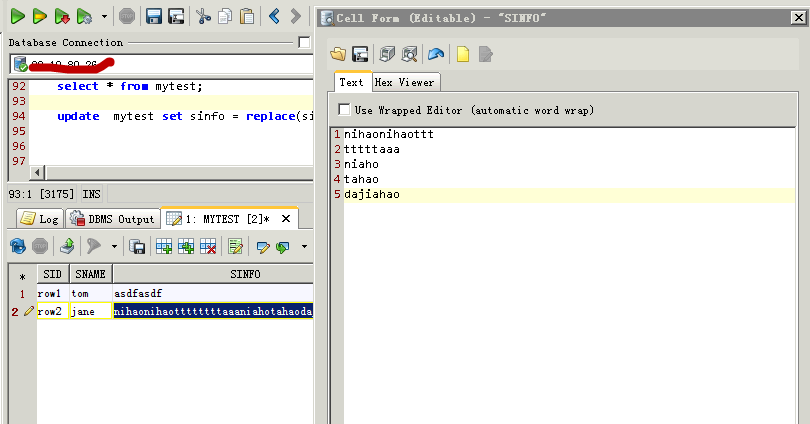 Database Connection
92 select * from mytest;
93
94 update mytest set sinfo = replace(si
95
96
97
93:1 [3175] INS
Log DBMS Output 1: MYTEST [2]* ×
* SID SNAME SINFO
1 row1 tom asdfasdf
2 row2 jane nihaonihaottttttttaaaniahotahaoda
Cell Form (Editable) - "SINFO"
Text Hex Viewer
Use Wrapped Editor (automatic word wrap)
1 nihaonihaottt
2 tttttaaa
3 niaho
4 tahao
5 dajiahao